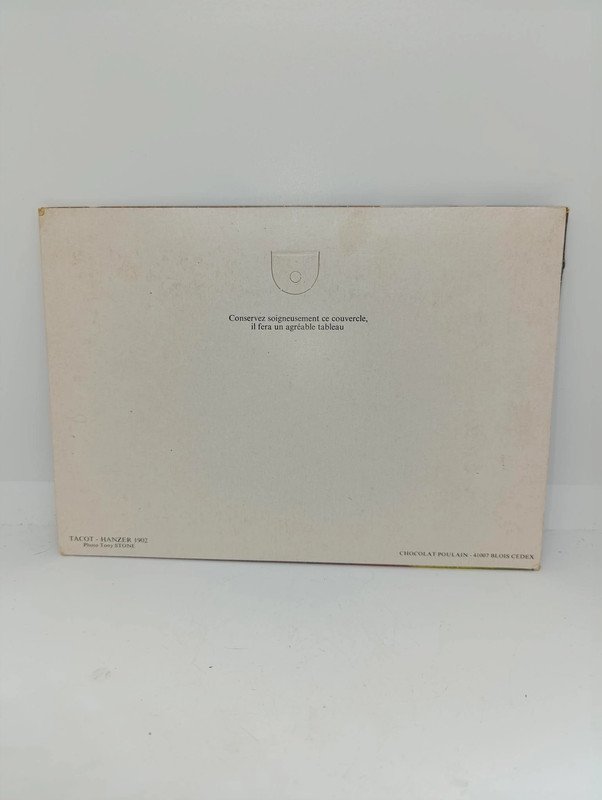 Conservez soigneusement ce couvercle,
il fera un agréable tableau
TACOT - HANZER 1902
Photo Tony STONE
CHOCOLAT POULAIN - 41007 BLOIS CEDEX